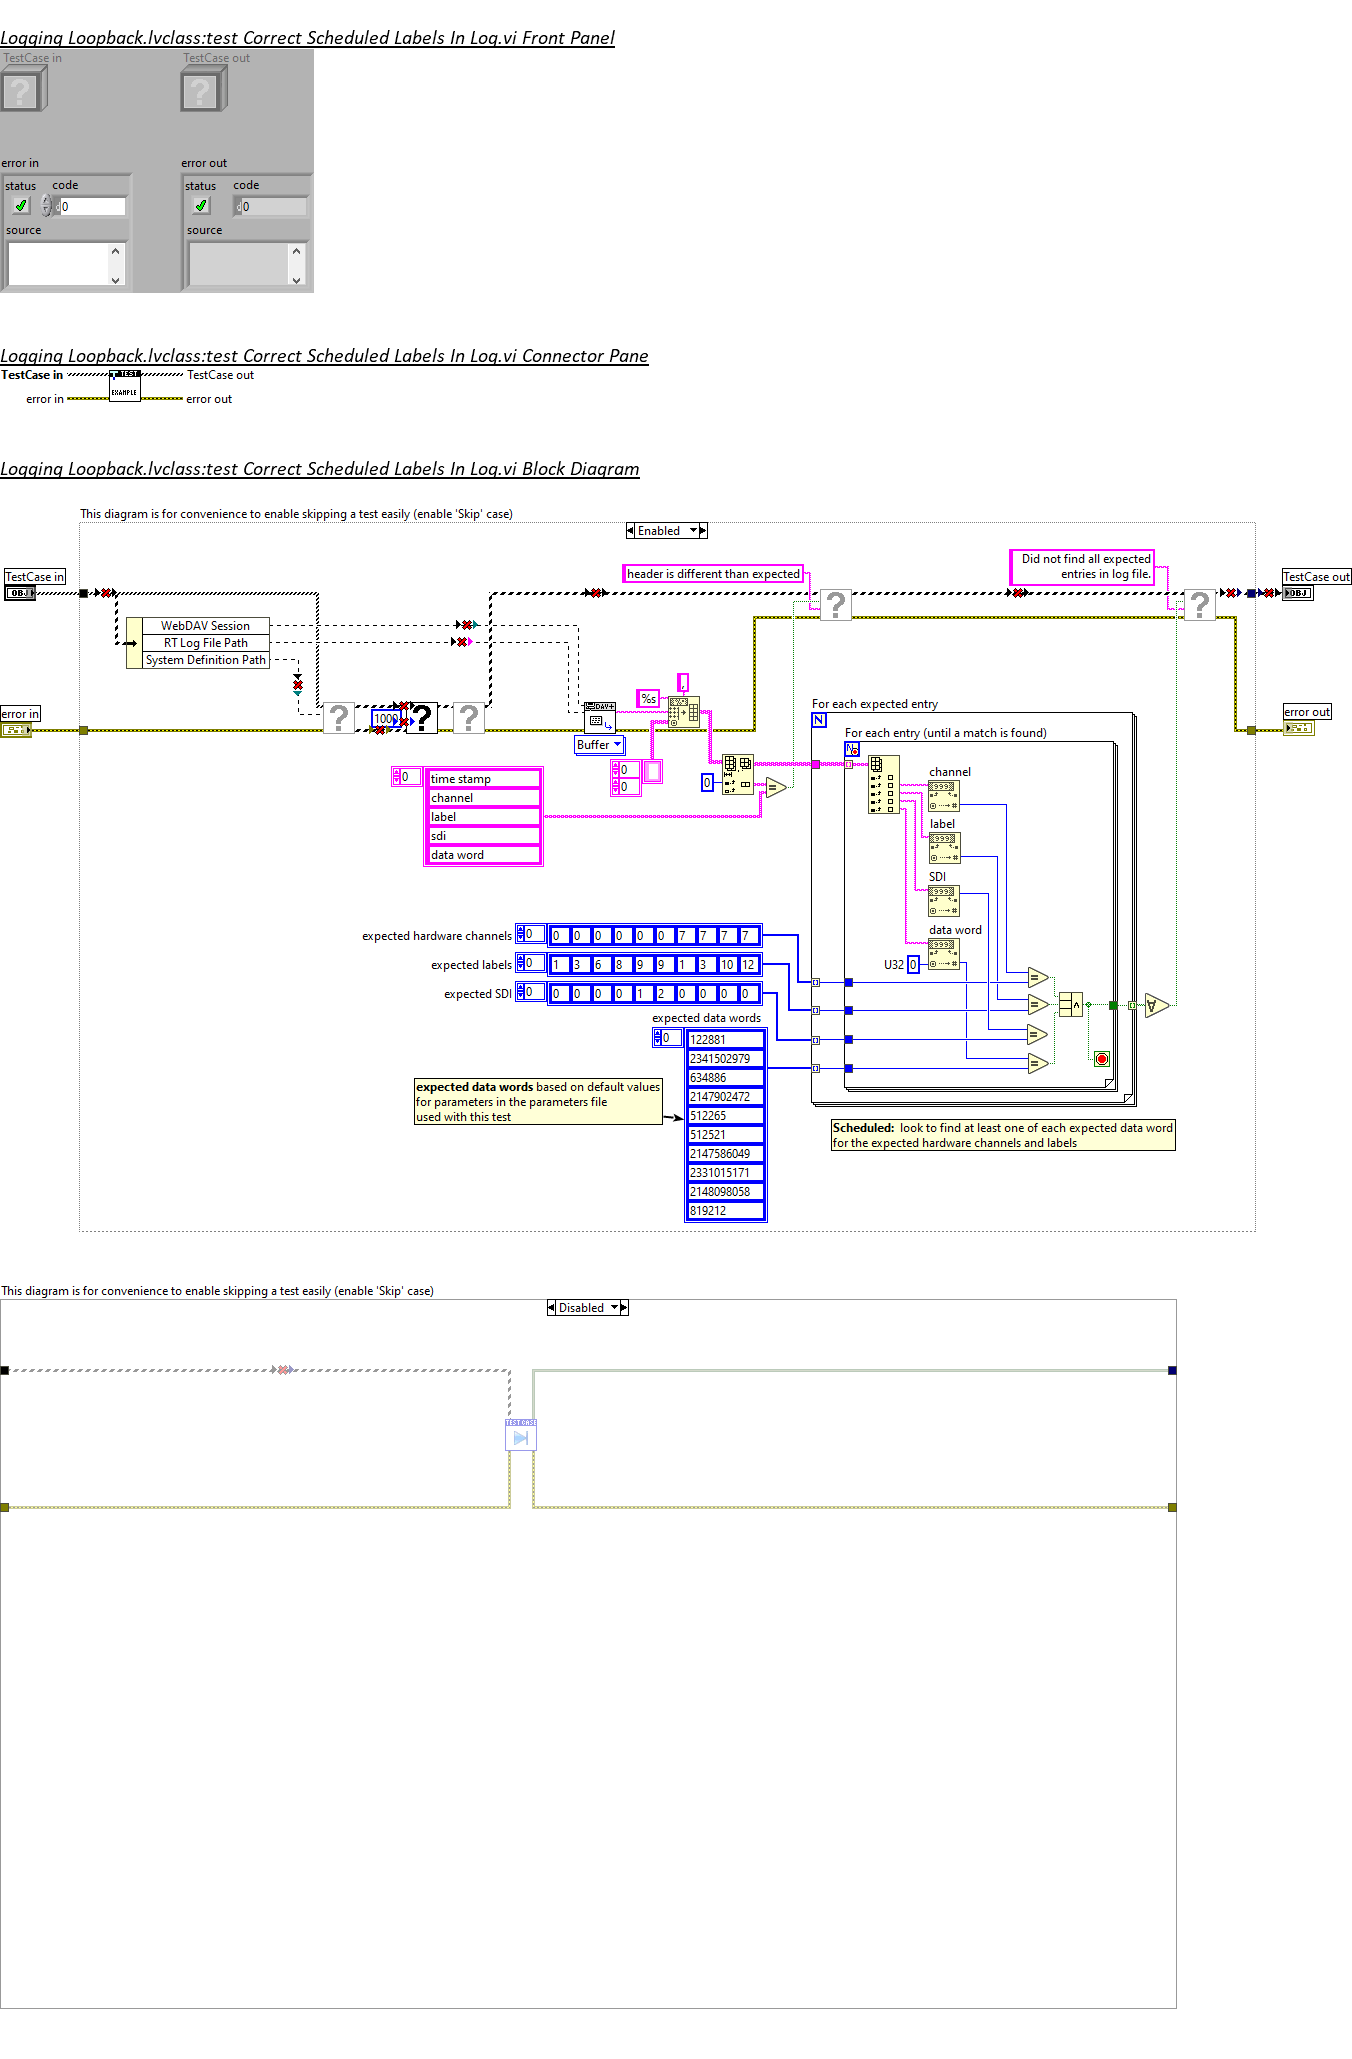 Logging Loopback.lvclass:test Correct Scheduled Labels In Log.vi Front Panel
TestCase in
TestCase out
error in
error out
status
code
status
code
0
0
source
source
Logging Loopback.lvclass:test Correct Scheduled Labels In Log.vi Connector Pane
TestCase in
TestCase out
TEST
EXAMPLE
error in
error out
Logging Loopback.lvclass:test Correct Scheduled Labels In Log.vi Block Diagram
This diagram is for convenience to enable skipping a test easily (enable 'Skip' case)
Enabled
Did not find all expected
entries in log file.
header is different than expected
TestCase in
OBJ
TestCase out
OBJ
WebDAV Session
RT Log File Path
System Definition Path
error in
error out
%s
,
1000
DAV
Buffer
0
0
0
0
time stamp
channel
label
sdi
data word
For each expected entry
N
For each entry (until a match is found)
N
channel
label
SDI
data word
U32
0
expected hardware channels
0
0 0 0 0 0 0 7 7 7 7
expected labels
0
1 3 6 8 9 9 1 3 10 12
expected SDI
0
0 0 0 0 1 2 0 0 0 0
expected data words
0
122881
2341502979
634886
2147902472
512265
512521
2147586049
2331015171
2148098058
819212
expected data words based on default values
for parameters in the parameters file
used with this test
Scheduled: look to find at least one of each expected data word
for the expected hardware channels and labels
This diagram is for convenience to enable skipping a test easily (enable 'Skip' case)
Disabled
TEST CASE